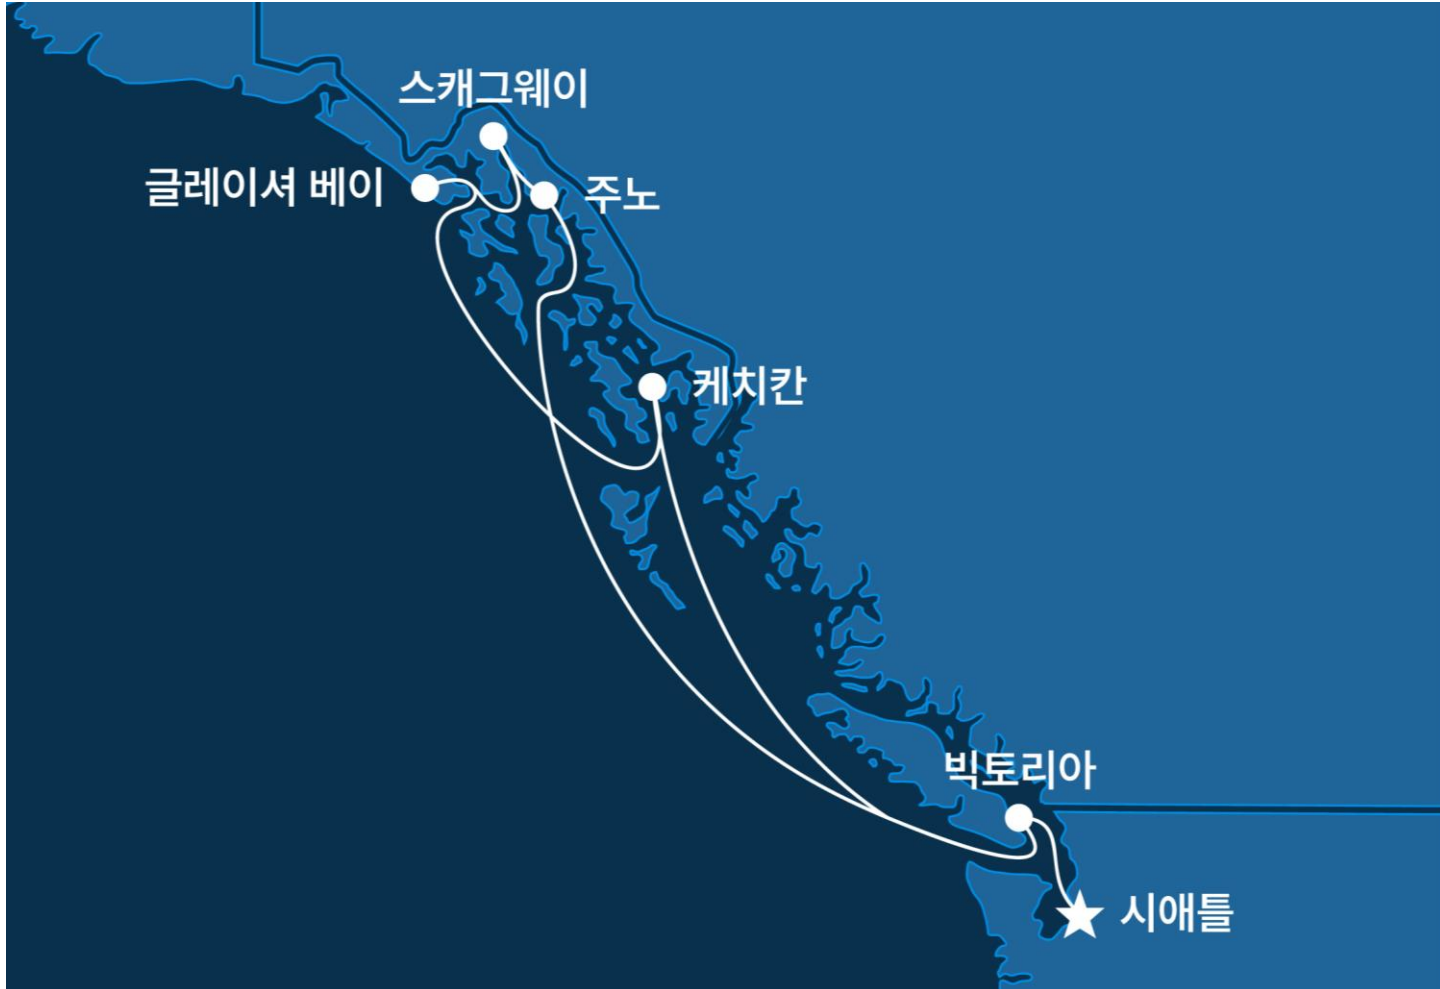 스캐그웨이
글레이셔 베이
주노
케치칸
빅토리아
시애틀